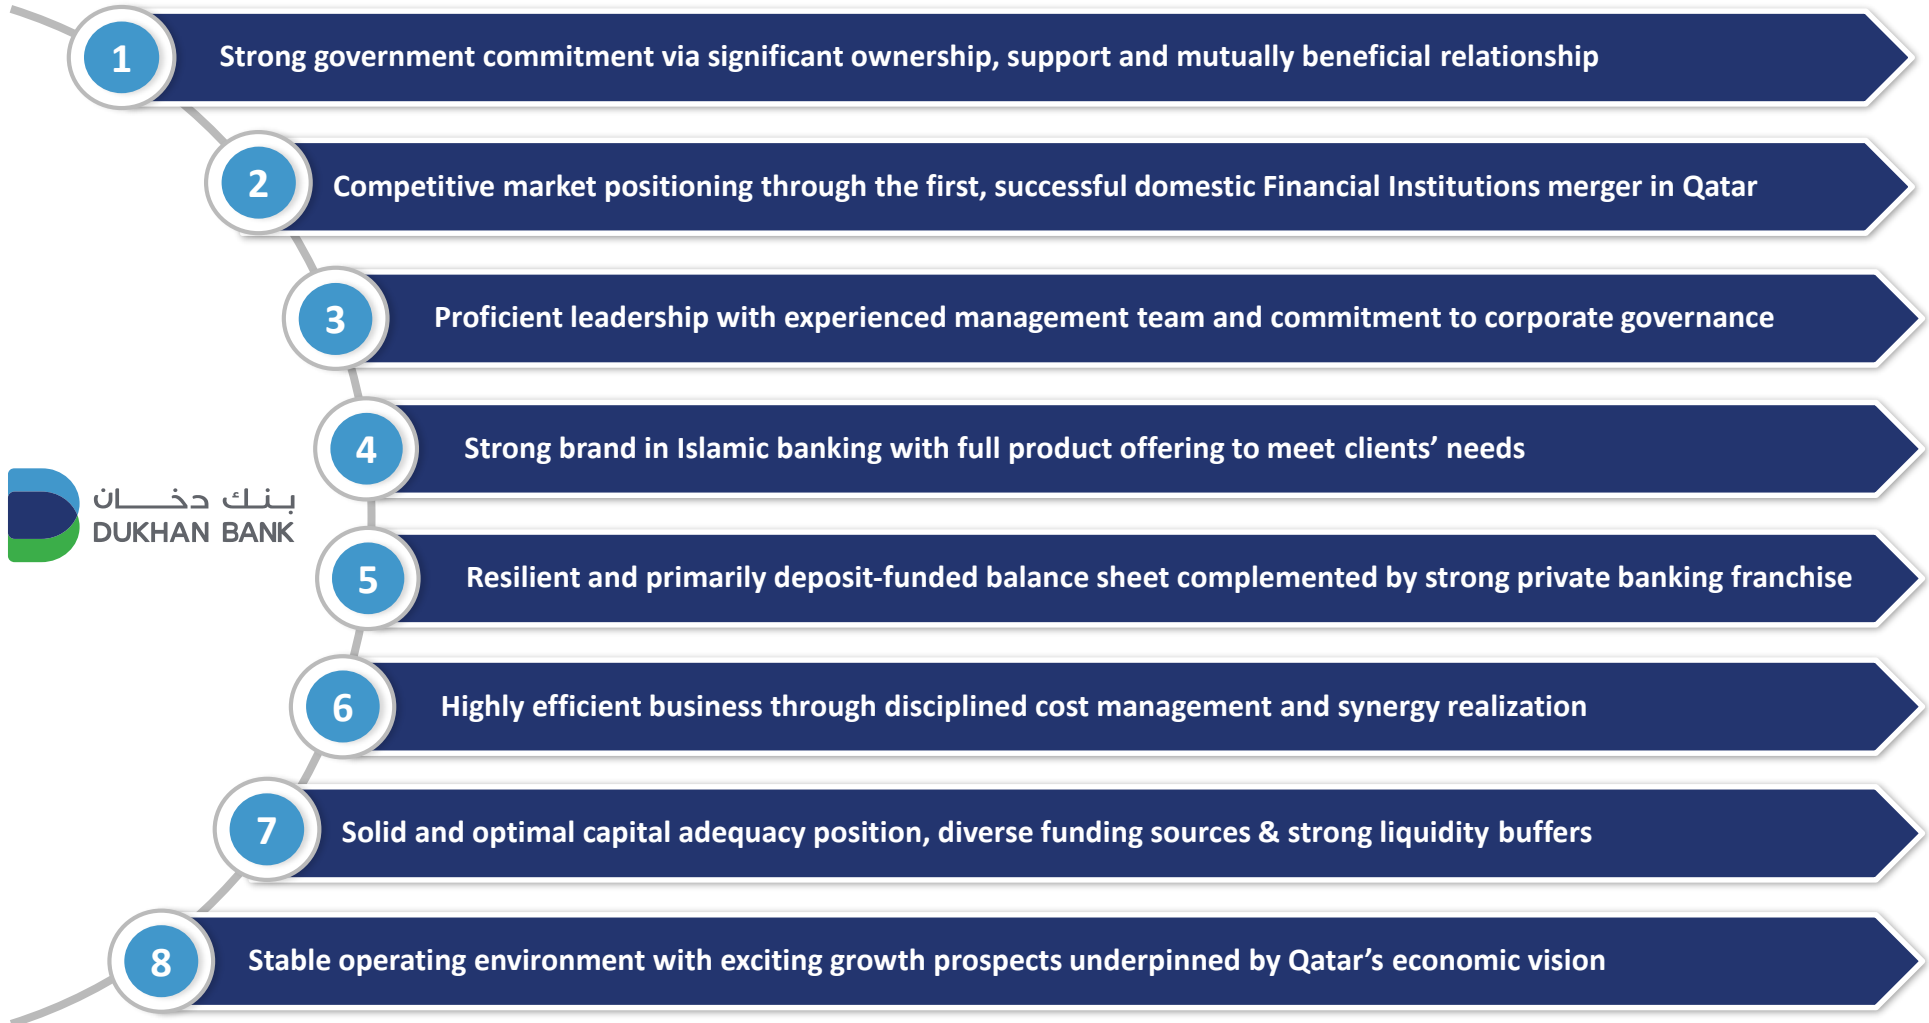 1
Strong government commitment via significant ownership, support and mutually beneficial relationship
2
Competitive market positioning through the first, successful domestic Financial Institutions merger in Qatar
3
Proficient leadership with experienced management team and commitment to corporate governance
4
Strong brand in Islamic banking with full product offering to meet clients’ needs
بنك دخان
DUKHAN BANK
5
Resilient and primarily deposit-funded balance sheet complemented by strong private banking franchise
6
Highly efficient business through disciplined cost management and synergy realization
7
Solid and optimal capital adequacy position, diverse funding sources & strong liquidity buffers
8
Stable operating environment with exciting growth prospects underpinned by Qatar’s economic vision